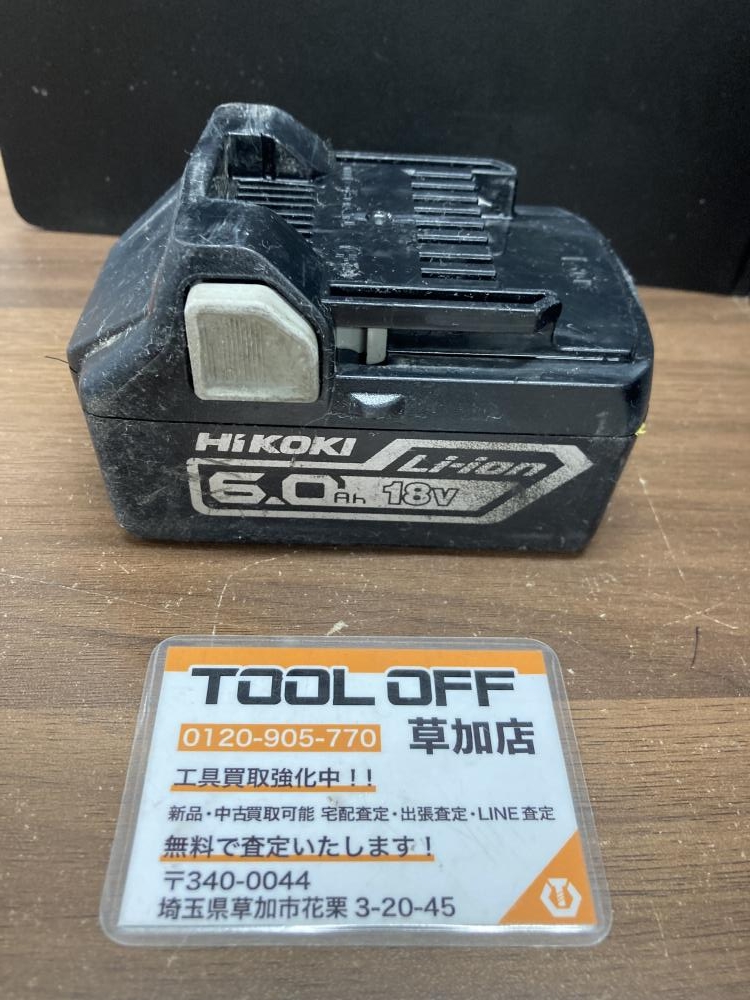 HiKOKI
Li-ion
6.0Ah 18V
TOOL OFF
0120-905-770 草加店
工具買取強化中！！
新品・中古買取可能 宅配査定・出張査定・LINE査定
無料で査定いたします！
〒340-0044
埼玉県草加市花栗 3-20-45